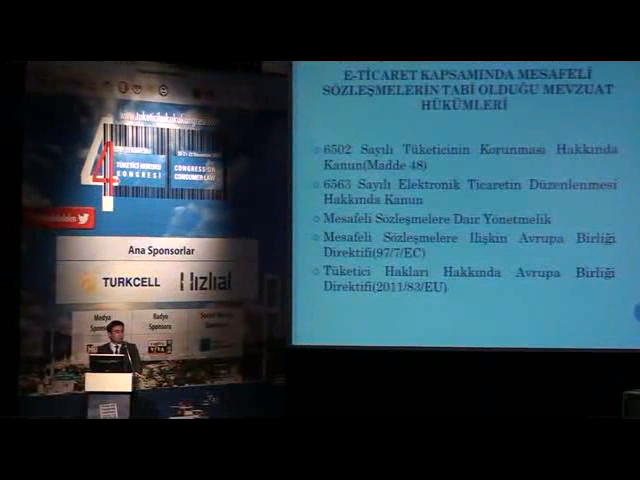 E-TİCARET KAPSAMINDA MESAFELİ
SÖZLEŞMELERİN TABİ OLDUĞU MEVZUAT
HÜKÜMLERİ
6502 Sayılı Tüketicinin Korunması Hakkında
Kanun(Madde 48)
6563 Sayılı Elektronik Ticaretin Düzenlenmesi
Hakkında Kanun
Mesafeli Sözleşmelere Dair Yönetmelik
Mesafeli Sözleşmelere İlişkin Avrupa Birliği
Direktifi(97/7/EC)
Tüketici Hakları Hakkında Avrupa Birliği
Direktifi(2011/83/EU)
4
TÜKETİCİ HUKUKU
KONGRESİ
CONGRESS ON
CONSUMER LAW
Ana Sponsorlar
TURKCELL
Hızlıal
Medya
Radyo
Sponsoru